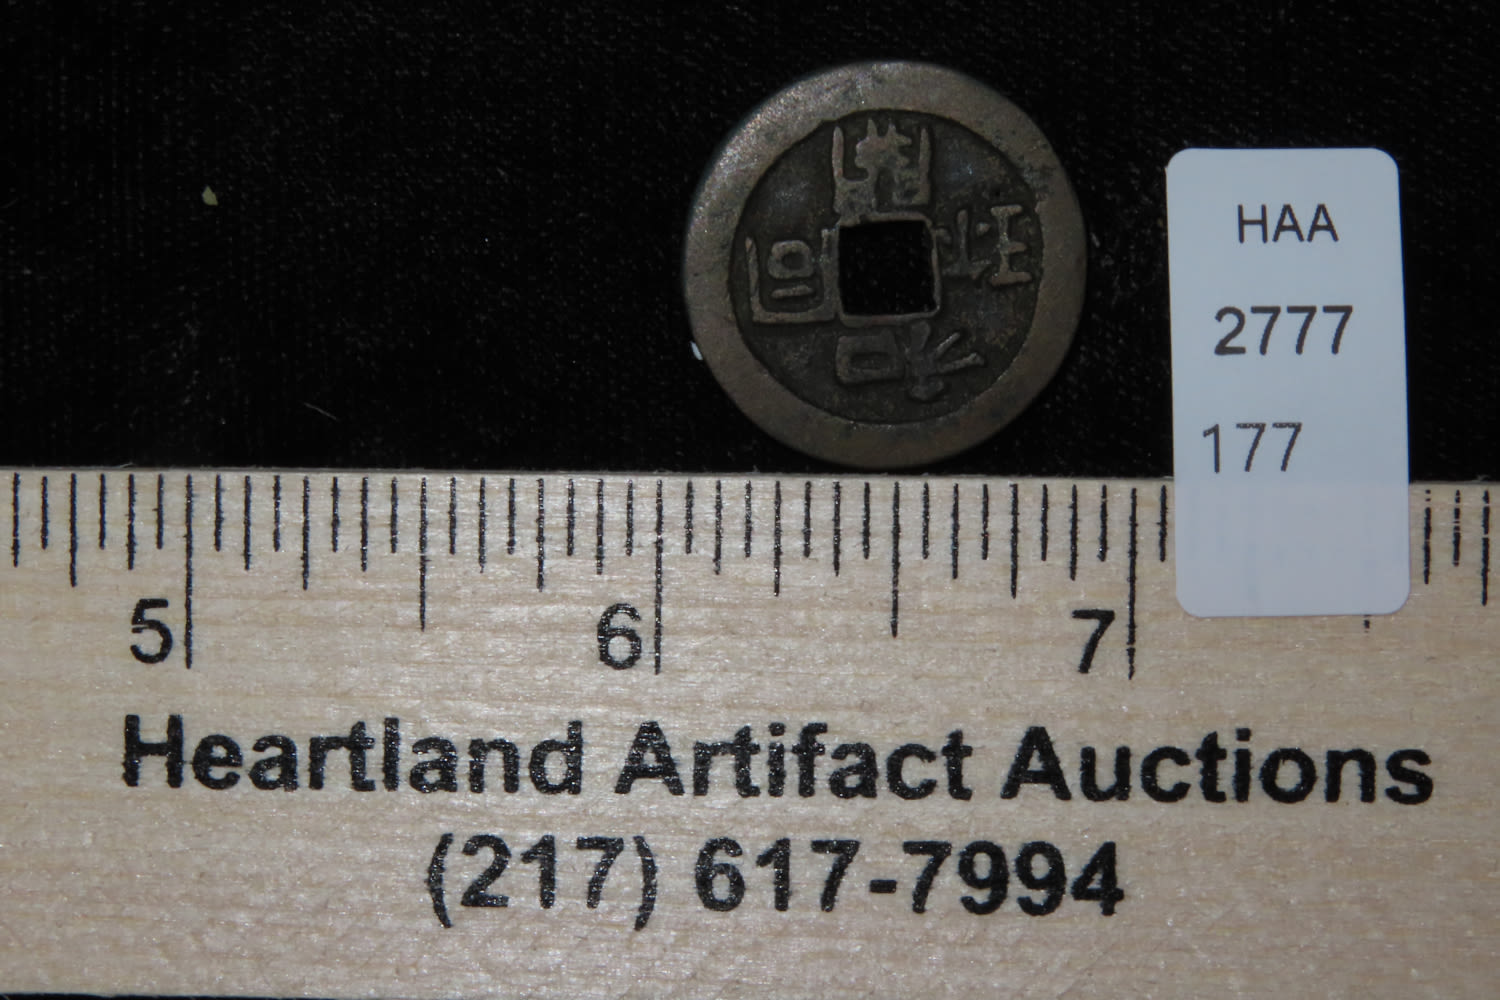 HAA
2777
177
5 6 7
Heartland Artifact Auctions
(217) 617-7994